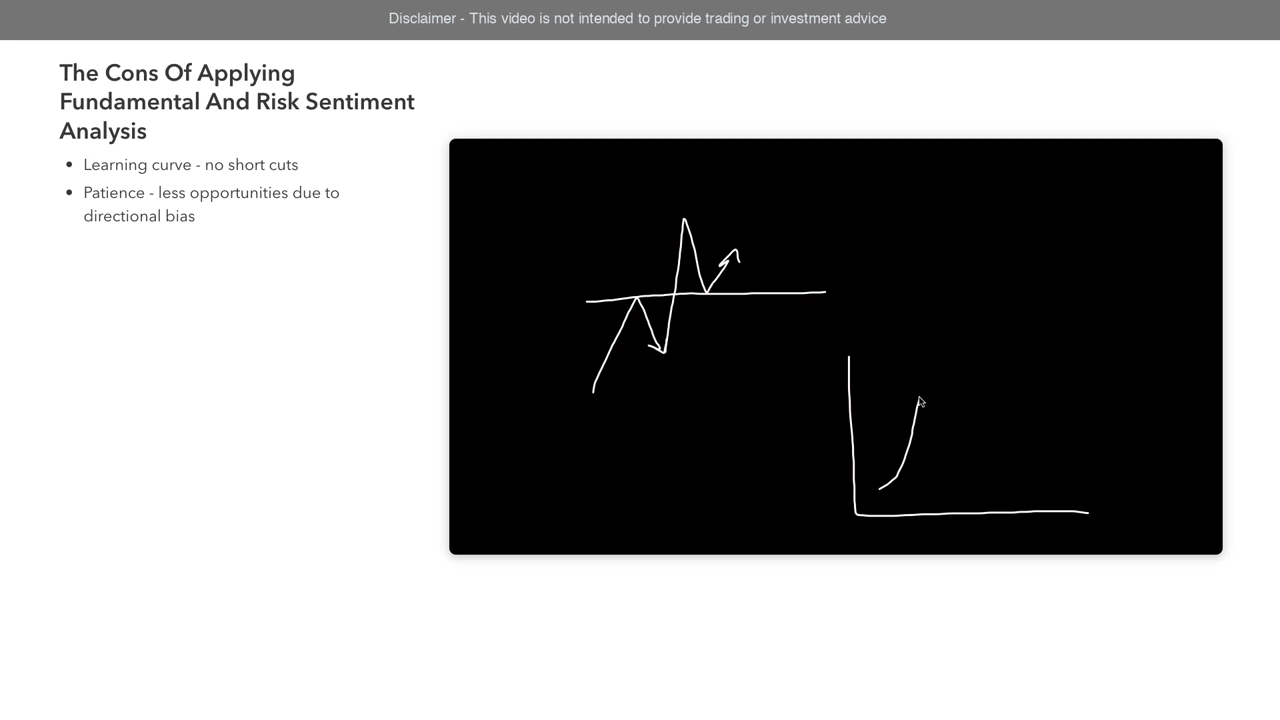 Disclaimer - This video is not intended to provide trading or investment advice
The Cons Of Applying
Fundamental And Risk Sentiment
Analysis
• Learning curve - no short cuts
• Patience - less opportunities due to
directional bias